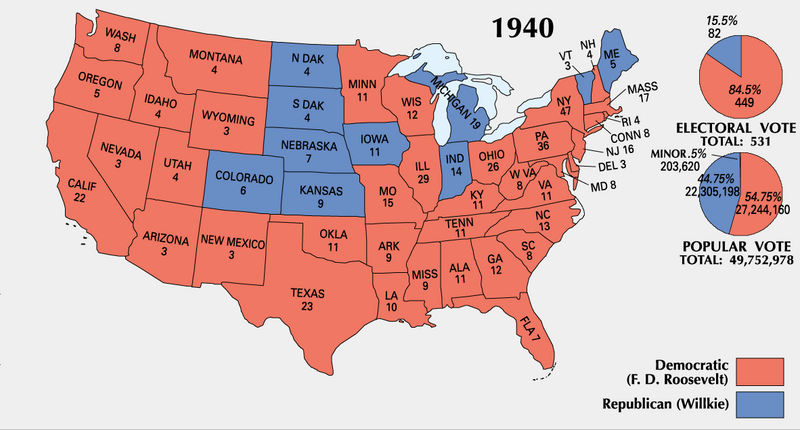 1940
WASH
8
OREGON
5
CALIF
22
NEVADA
3
IDAHO
4
MONTANA
4
WYOMING
3
UTAH
4
COLORADO
6
ARIZONA
3
NEW MEXICO
3
N DAK
4
S DAK
4
NEBRASKA
7
KANSAS
9
OKLA
11
TEXAS
23
MINN
11
IOWA
11
MO
15
ARK
9
LA
10
WIS
12
ILL
29
MICHIGAN 19
IND
14
OHIO
26
KY
11
TENN
11
MISS
9
ALA
11
GA
12
FLA 7
SC
8
NC
13
VA
11
W VA
8
PA
36
NY
47
VT
3
NH
4
ME
5
MASS
17
RI 4
CONN 8
NJ 16
DEL 3
MD 8
15.5%
82
84.5%
449
ELECTORAL VOTE
TOTAL: 531
MINOR.5%
203,620
44.75%
22,305,198
54.75%
27,244,160
POPULAR VOTE
TOTAL: 49,752,978
Democratic
(F. D. Roosevelt)
Republican (Willkie)